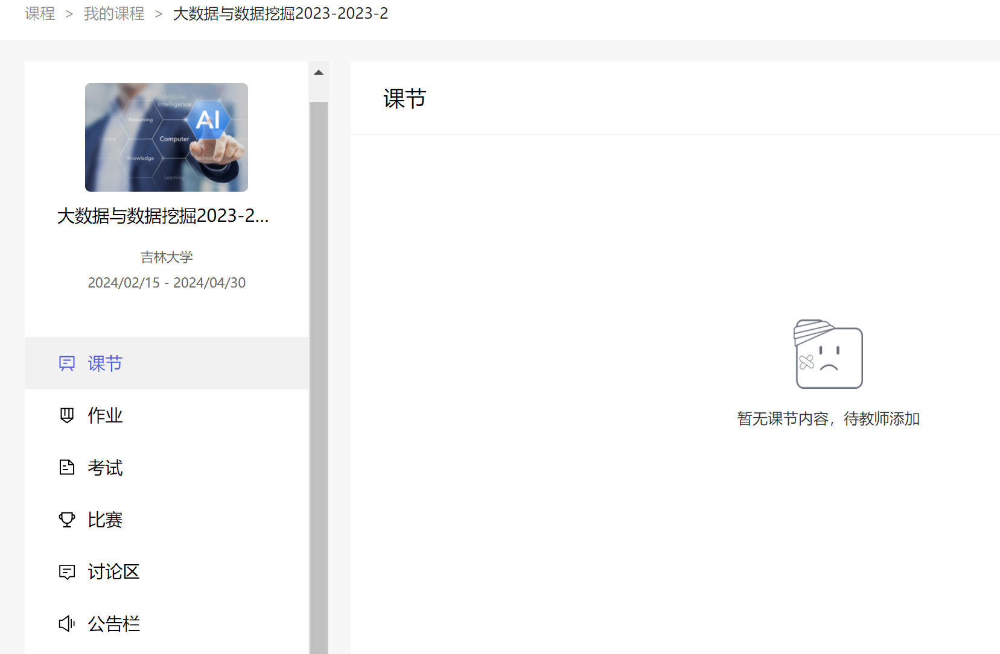 课程 > 我的课程 > 大数据与数据挖掘2023-2023-2
Artificial
Intelligence
AI
Reasoning
Science
Computer
Knowledge
Technology
Learning
大数据与数据挖掘2023-2...
吉林大学
2024/02/15 - 2024/04/30
课节
作业
考试
比赛
讨论区
公告栏
课节
暂无课节内容，待教师添加